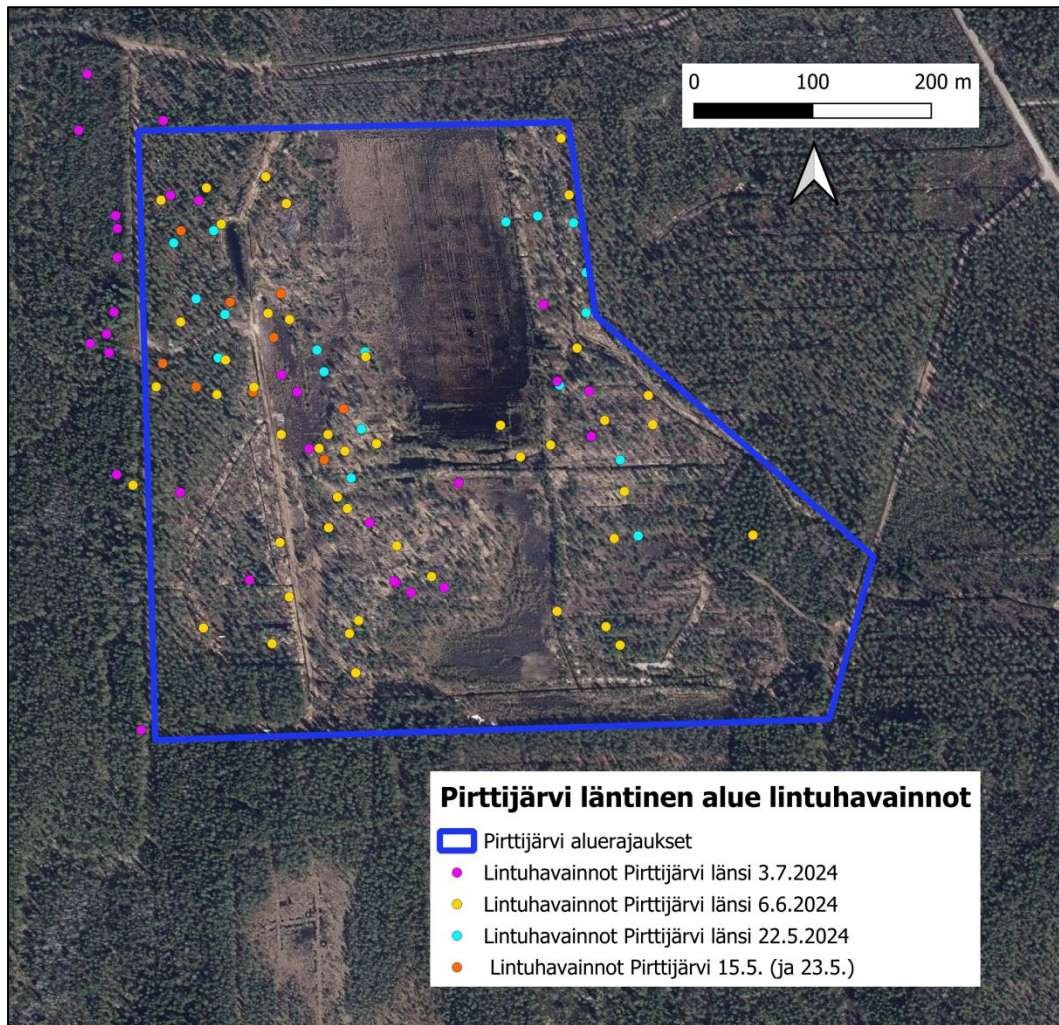 0 100 200 m
Pirttijärvi läntinen alue lintuhavainnot
Pirttijärvi aluerajaukset
Lintuhavainnot Pirttijärvi länsi 3.7.2024
Lintuhavainnot Pirttijärvi länsi 6.6.2024
Lintuhavainnot Pirttijärvi länsi 22.5.2024
Lintuhavainnot Pirttijärvi 15.5. (ja 23.5.)